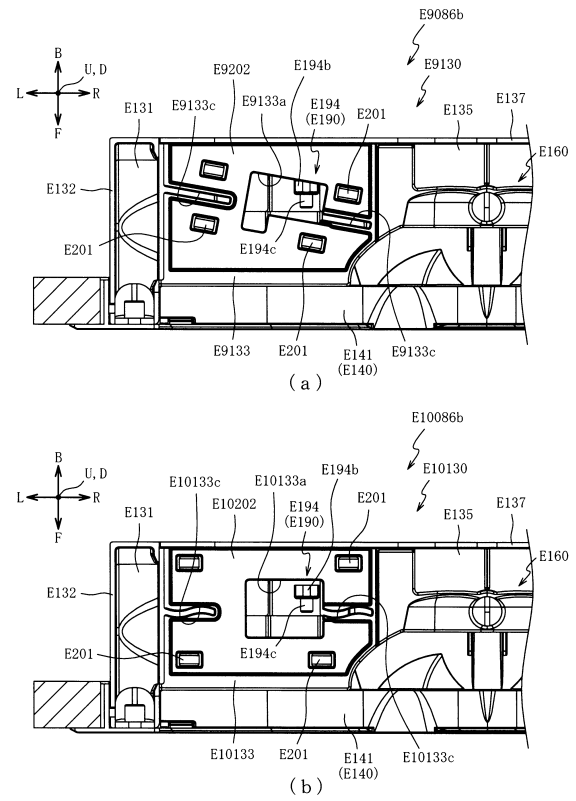 E9086b
B
U,D
L
R
F
E9202
E194b
E9130
E131
E9133c
E9133a
E194
(E190)
E201
E135
E137
E160
E132
E201
E194c
E9133
E201
E141
(E140)
E9133c
(a)
E10086b
B
U,D
L
R
F
E10133c
E10133a
E194b
E10130
E131
E10202
E194
(E190)
E201
E135
E137
E160
E132
E201
E194c
E10133
E201
E141
(E140)
E10133c
(b)